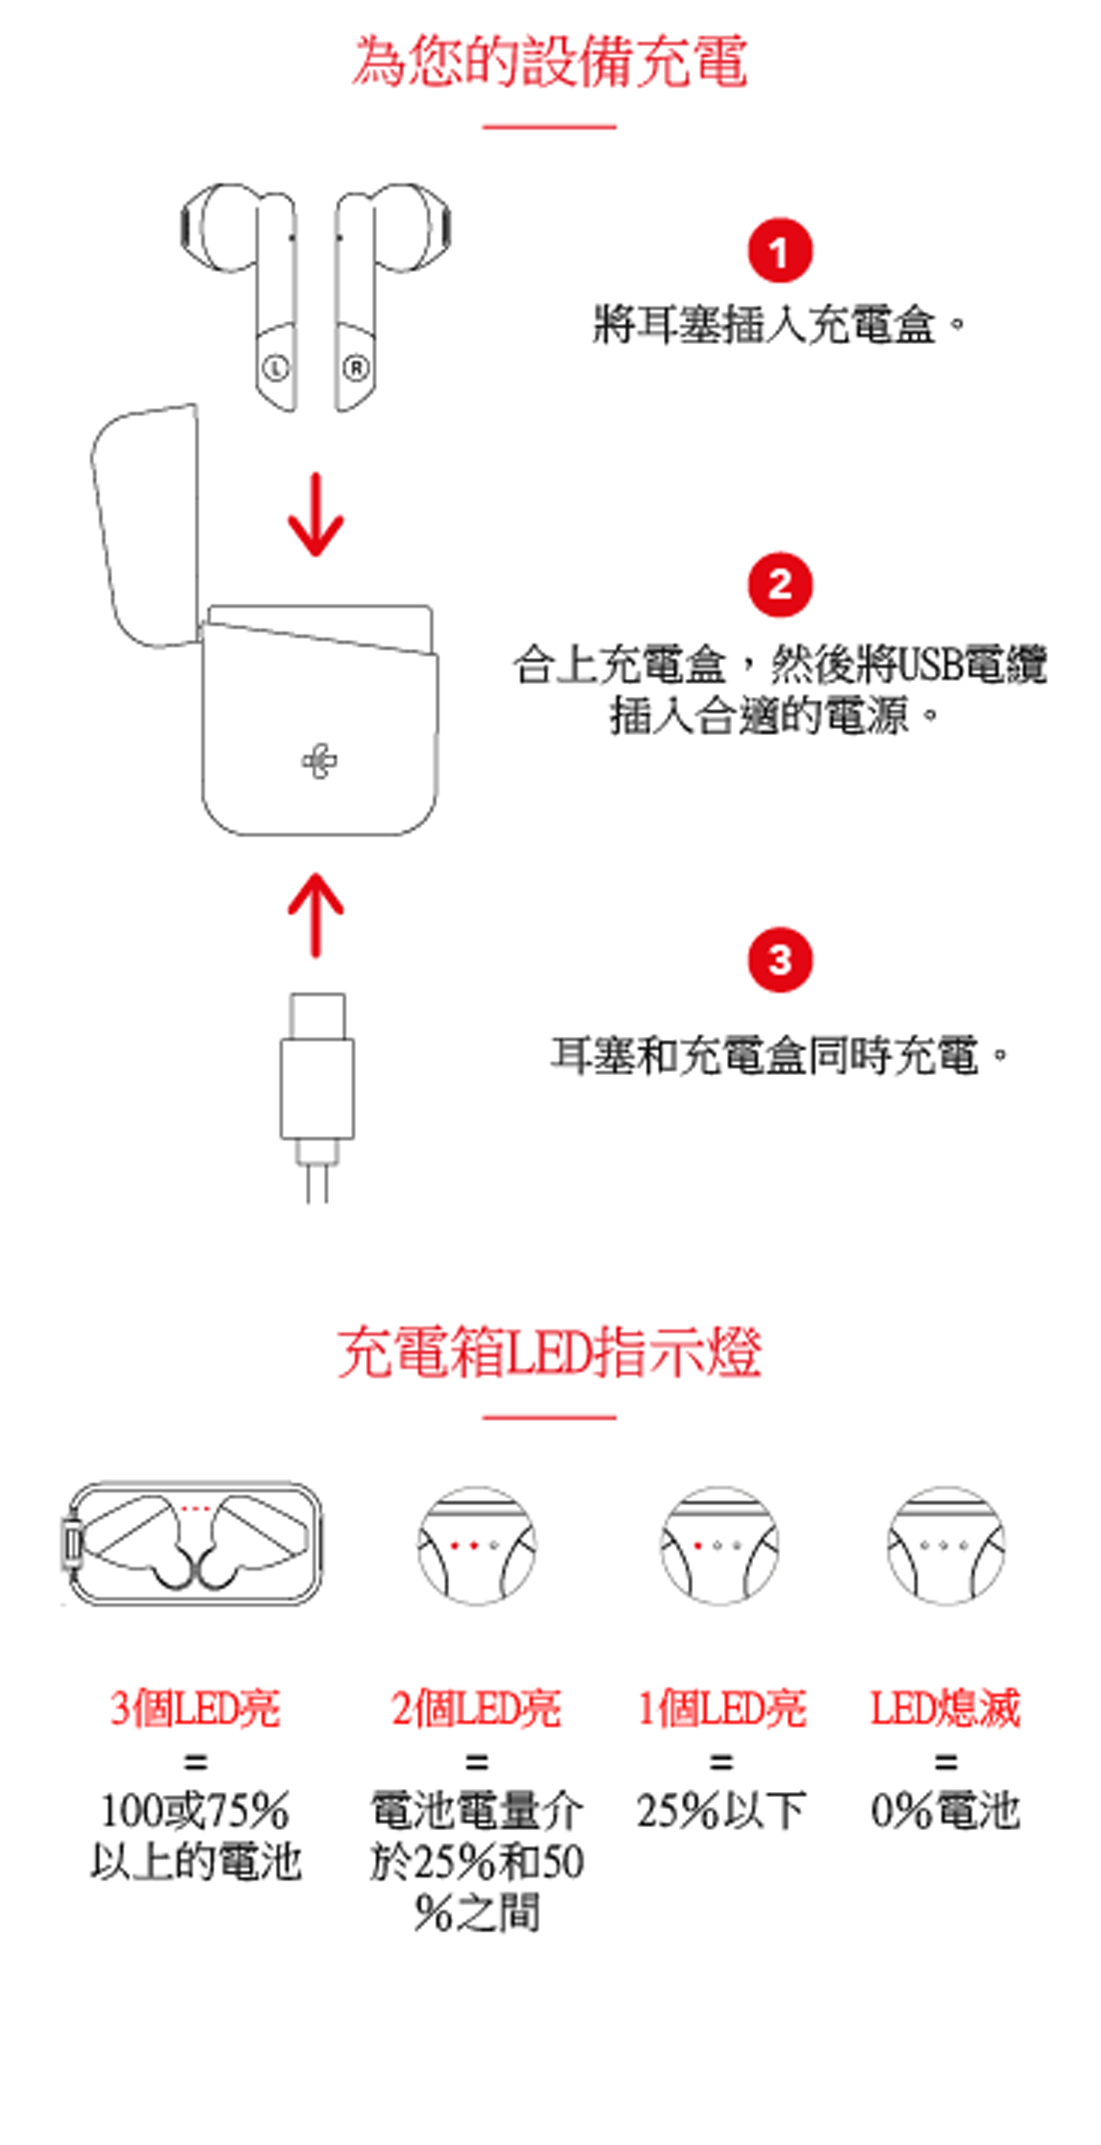 為您的設備充電
L
R
1
將耳塞插入充電盒。
2
合上充電盒，然後將USB電纜
插入合適的電源。
3
耳塞和充電盒同時充電。
充電箱LED指示燈
3個LED亮
=
100或75%
以上的電池
2個LED亮
=
電池電量介
於25%和50
%之間
1個LED亮
=
25%以下
LED熄滅
=
0%電池